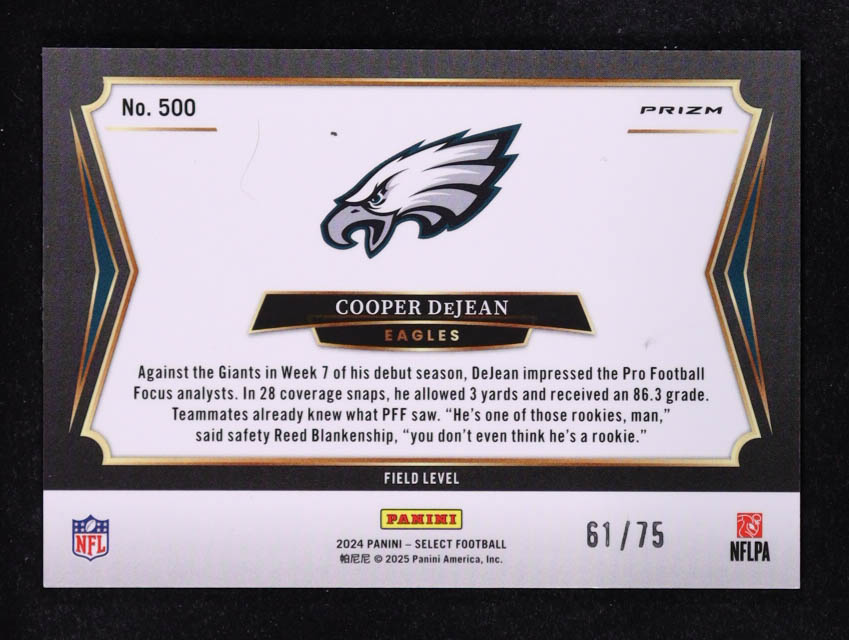 No. 500
PRIZM
COOPER DEJEAN
EAGLES
Against the Giants in Week 7 of his debut season, DeJean impressed the Pro Football
Focus analysts. In 28 coverage snaps, he allowed 3 yards and received an 86.3 grade.
Teammates already knew what PFF saw. “He’s one of those rookies, man,”
said safety Reed Blankenship, “you don’t even think he’s a rookie.”
FIELD LEVEL
NFL
PANINI
2024 PANINI – SELECT FOOTBALL
帕尼尼 © 2025 Panini America, Inc.
61/75
NFLPA